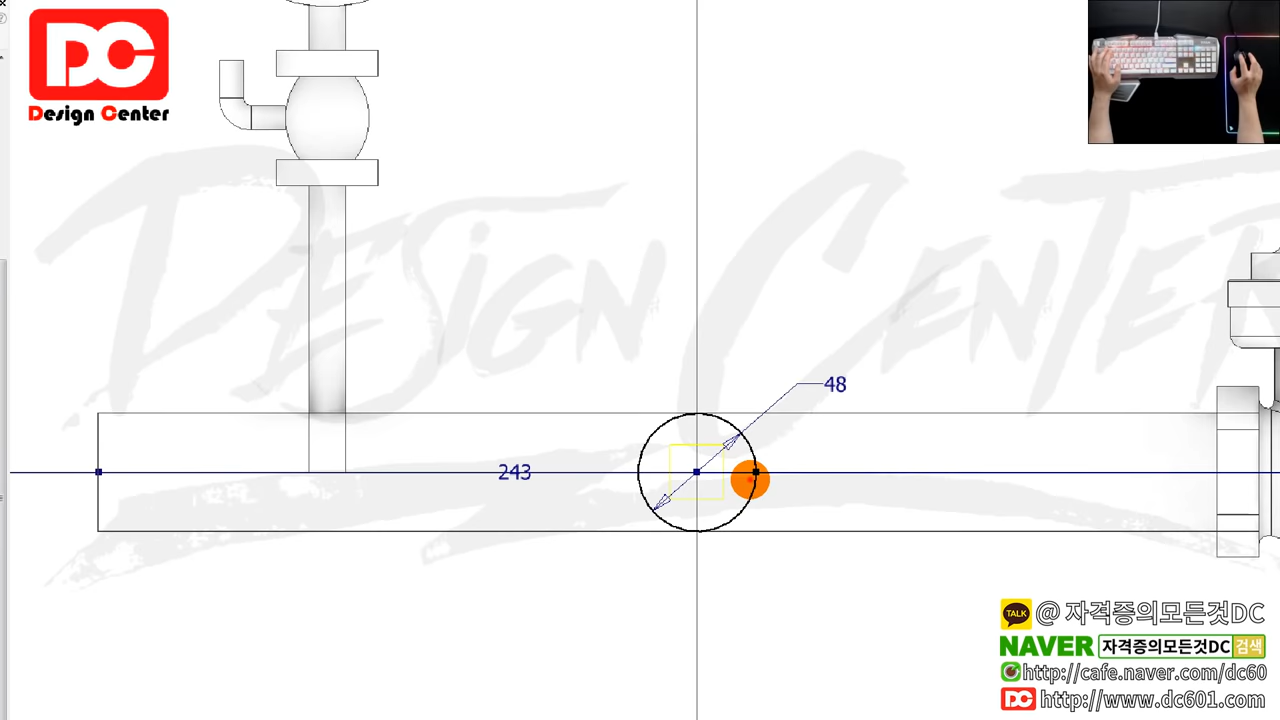 DC
Design Center
DESIGN CENTER
48
243
TALK @ 자격증의모든것DC
NAVER 자격증의모든것DC 검색
http://cafe.naver.com/dc60
DC http://www.dc601.com